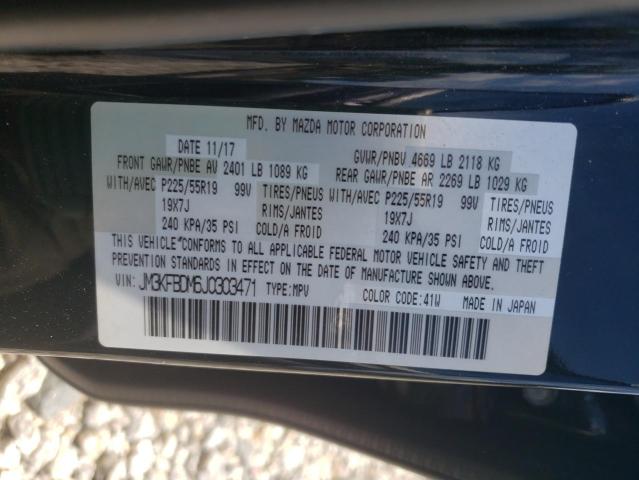 MFD. BY MAZDA MOTOR CORPORATION
DATE 11/17 GVWR/PNBV 4669 LB 2118 KG
FRONT GAWR/PNBE AV 2401 LB 1089 KG REAR GAWR/PNBE AR 2269 LB 1029 KG
WITH/AVEC P225/55R19 99V TIRES/PNEUS WITH/AVEC P225/55R19 99V TIRES/PNEUS
19X7J RIMS/JANTES 19X7J RIMS/JANTES
240 KPA/35 PSI COLD/A FROID 240 KPA/35 PSI COLD/A FROID
THIS VEHICLE CONFORMS TO ALL APPLICABLE FEDERAL MOTOR VEHICLE SAFETY AND THEFT
PREVENTION STANDARDS IN EFFECT ON THE DATE OF MANUFACTURE SHOWN ABOVE.
VIN: JM3KFBDM6J0303471 TYPE:MPV COLOR CODE:41W MADE IN JAPAN